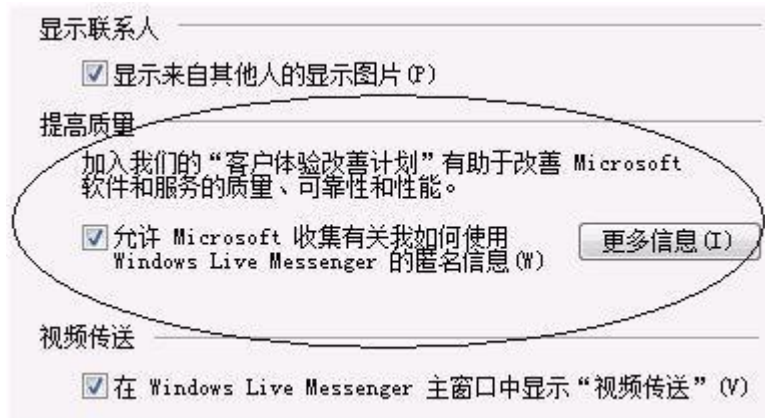 显示联系人
显示来自其他人的显示图片(P)
提高质量
加入我们的“客户体验改善计划”有助于改善 Microsoft
软件和服务的质量、可靠性和性能。
允许 Microsoft 收集有关我如何使用
Windows Live Messenger 的匿名信息(W)
更多信息(I)
视频传送
在 Windows Live Messenger 主窗口中显示“视频传送”(V)